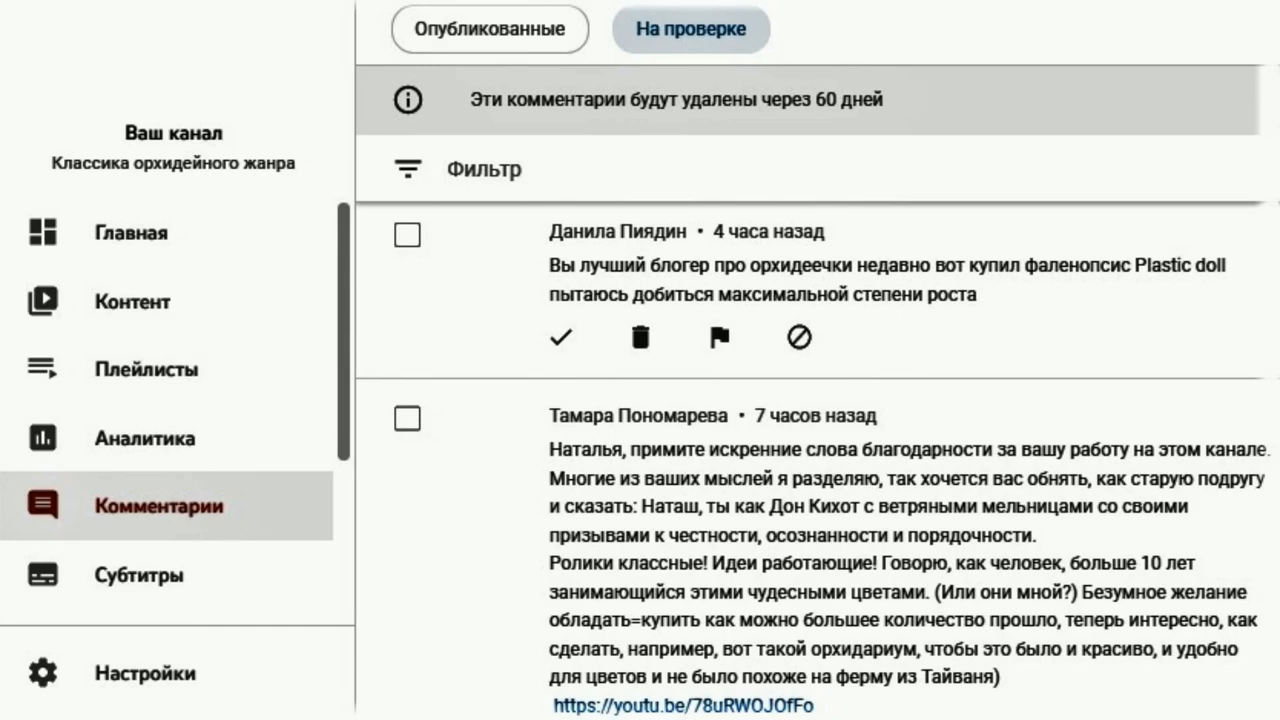 Опубликованные
На проверке
Эти комментарии будут удалены через 60 дней
Фильтр
Ваш канал
Классика орхидейного жанра
Главная
Контент
Плейлисты
Аналитика
Комментарии
Субтитры
Настройки
Данила Пиядин • 4 часа назад
Вы лучший блогер про орхидеечки недавно вот купил фаленопсис Plastic doll
пытаюсь добиться максимальной степени роста
Тамара Пономарева • 7 часов назад
Наталья, примите искренние слова благодарности за вашу работу на этом канале.
Многие из ваших мыслей я разделяю, так хочется вас обнять, как старую подругу
и сказать: Наташ, ты как Дон Кихот с ветряными мельницами со своими
призывами к честности, осознанности и порядочности.
Ролики классные! Идеи работающие! Говорю, как человек, больше 10 лет
занимающийся этими чудесными цветами. (Или они мной?) Безумное желание
обладать=купить как можно большее количество прошло, теперь интересно, как
сделать, например, вот такой орхидариум, чтобы это было и красиво, и удобно
для цветов и не было похоже на ферму из Тайваня)
https://youtu.be/78uRWOJOfFo